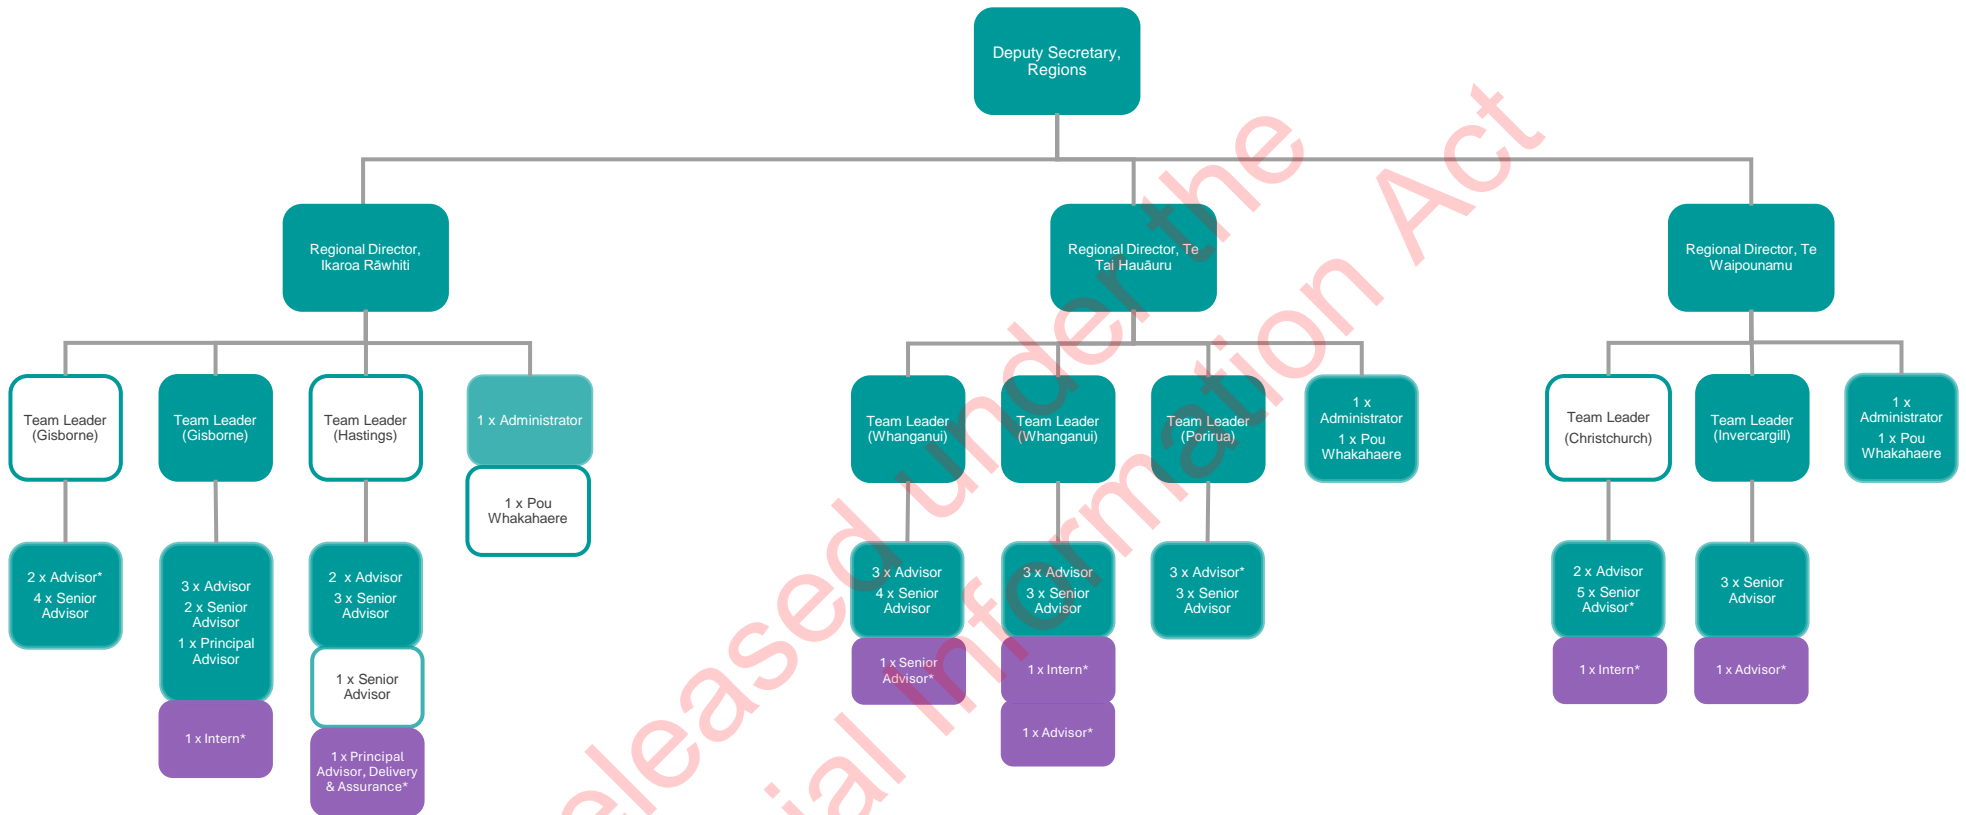 Deputy Secretary,
Regions
Regional Director,
Ikaroa Rāwhiti
Regional Director, Te
Tai Hauāuru
Regional Director, Te
Waipounamu
Team Leader
(Gisborne)
Team Leader
(Gisborne)
Team Leader
(Hastings)
1 x Administrator
1 x Pou
Whakahaere
Team Leader
(Whanganui)
Team Leader
(Whanganui)
Team Leader
(Porirua)
1 x
Administrator
1 x Pou
Whakahaere
Team Leader
(Christchurch)
Team Leader
(Invercargill)
1 x
Administrator
1 x Pou
Whakahaere
2 x Advisor*
4 x Senior
Advisor
3 x Advisor
2 x Senior
Advisor
1 x Principal
Advisor
1 x Intern*
2 x Advisor
3 x Senior
Advisor
1 x Senior
Advisor
1 x Principal
Advisor, Delivery
& Assurance*
3 x Advisor
4 x Senior
Advisor
1 x Senior
Advisor*
3 x Advisor
3 x Senior
Advisor
1 x Intern*
1 x Advisor*
3 x Advisor*
3 x Senior
Advisor
2 x Advisor
5 x Senior
Advisor*
1 x Intern*
3 x Senior
Advisor
1 x Advisor*
eleased under the
ial Information Act